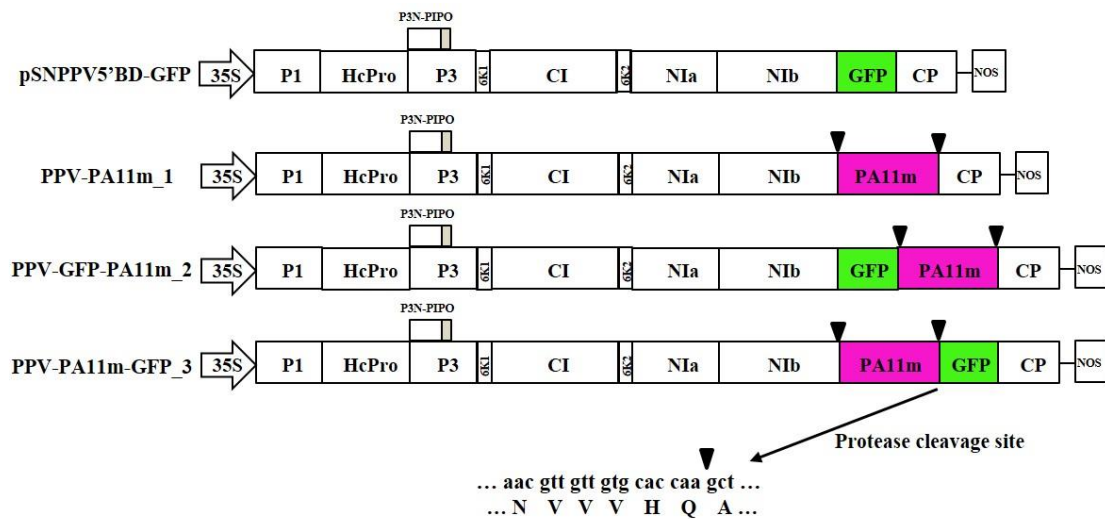 P3N-PIPO
pSNPPV5'BD-GFP 35S P1 HcPro P3 6K1 CI 6K2 NIa NIb GFP CP NOS
P3N-PIPO
PPV-PA11m_1 35S P1 HcPro P3 6K1 CI 6K2 NIa NIb PA11m CP NOS
P3N-PIPO
PPV-GFP-PA11m_2 35S P1 HcPro P3 6K1 CI 6K2 NIa NIb GFP PA11m CP NOS
P3N-PIPO
PPV-PA11m-GFP_3 35S P1 HcPro P3 6K1 CI 6K2 NIa NIb PA11m GFP CP NOS
Protease cleavage site
... aac gtt gtt gtg cac caa gct ...
... N V V V H Q A ...